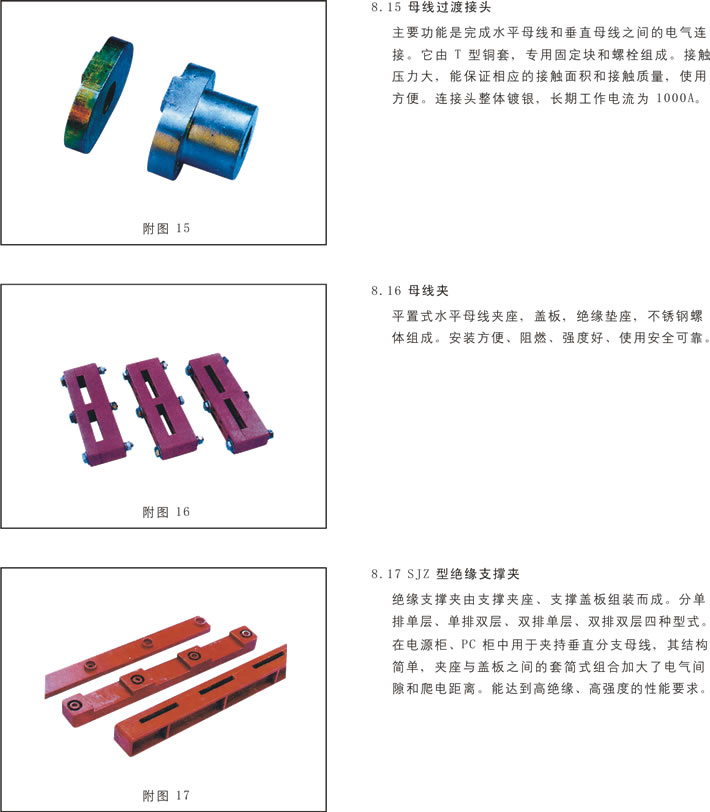 8.15 母线过渡接头
主要功能是完成水平母线和垂直母线之间的电气连
接。它由 T 型铜套，专用固定块和螺栓组成。接触
压力大，能保证相应的接触面积和接触质量，使用
方便。连接头整体镀银，长期工作电流为 1000A。
附图 15
8.16 母线夹
平置式水平母线夹座，盖板，绝缘垫座，不锈钢螺
体组成。安装方便、阻燃、强度好、使用安全可靠。
附图 16
8.17 SJZ 型绝缘支撑夹
绝缘支撑夹由支撑夹座、支撑盖板组装而成。分单
排单层、单排双层、双排单层、双排双层四种型式。
在电源柜、PC 柜中用于夹持垂直分支母线，其结构
简单，夹座与盖板之间的套筒式组合加大了电气间
隙和爬电距离。能达到高绝缘、高强度的性能要求。
附图 17